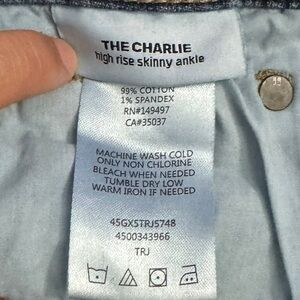 THE CHARLIE
high rise skinny ankle
99% COTTON
1% SPANDEX
RN#149497
CA#35037
MACHINE WASH COLD
ONLY NON CHLORINE
BLEACH WHEN NEEDED
TUMBLE DRY LOW
WARM IRON IF NEEDED
45GX5TRJ5748
4500343966
TRJ